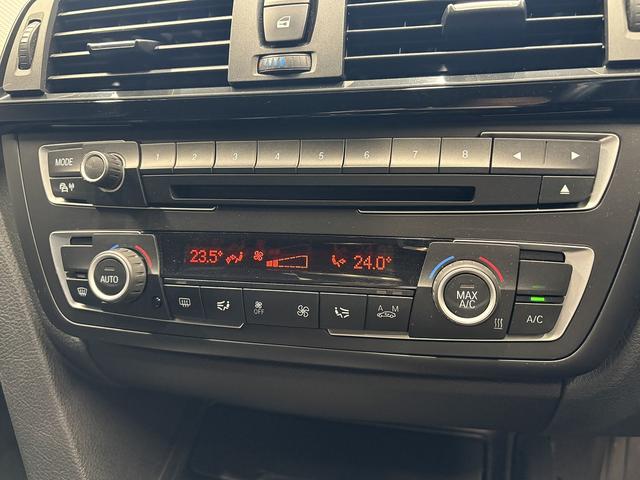 MODE 1 2 3 4 5 6 7 8
23.5° 24.0°
AUTO MAX A/C
OFF A M A/C